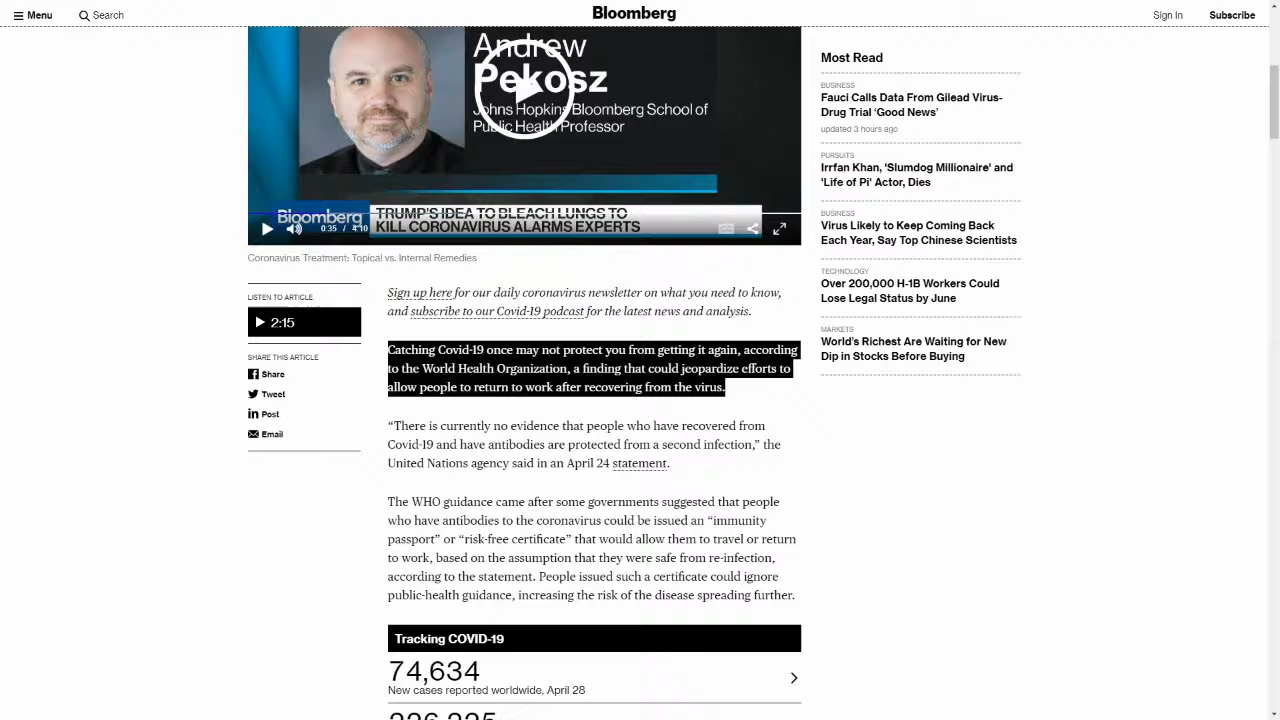 Menu
Search
Bloomberg
Sign In
Subscribe
Andrew
Pekosz
Johns Hopkins Bloomberg School of
Public Health Professor
Bloomberg
TRUMP'S IDEA TO BLEACH LUNGS TO
KILL CORONAVIRUS ALARMS EXPERTS
0:35 / 4:10
CC
Coronavirus Treatment: Topical vs. Internal Remedies
LISTEN TO ARTICLE
2:15
SHARE THIS ARTICLE
Share
Tweet
Post
Email
Sign up here for our daily coronavirus newsletter on what you need to know,
and subscribe to our Covid-19 podcast for the latest news and analysis.
Catching Covid-19 once may not protect you from getting it again, according
to the World Health Organization, a finding that could jeopardize efforts to
allow people to return to work after recovering from the virus.
“There is currently no evidence that people who have recovered from
Covid-19 and have antibodies are protected from a second infection,” the
United Nations agency said in an April 24 statement.
The WHO guidance came after some governments suggested that people
who have antibodies to the coronavirus could be issued an “immunity
passport” or “risk-free certificate” that would allow them to travel or return
to work, based on the assumption that they were safe from re-infection,
according to the statement. People issued such a certificate could ignore
public-health guidance, increasing the risk of the disease spreading further.
Tracking COVID-19
74,634
New cases reported worldwide, April 28
Most Read
BUSINESS
Fauci Calls Data From Gilead Virus-
Drug Trial ‘Good News’
updated 3 hours ago
PURSUITS
Irrfan Khan, 'Slumdog Millionaire' and
'Life of Pi' Actor, Dies
BUSINESS
Virus Likely to Keep Coming Back
Each Year, Say Top Chinese Scientists
TECHNOLOGY
Over 200,000 H-1B Workers Could
Lose Legal Status by June
MARKETS
World’s Richest Are Waiting for New
Dip in Stocks Before Buying